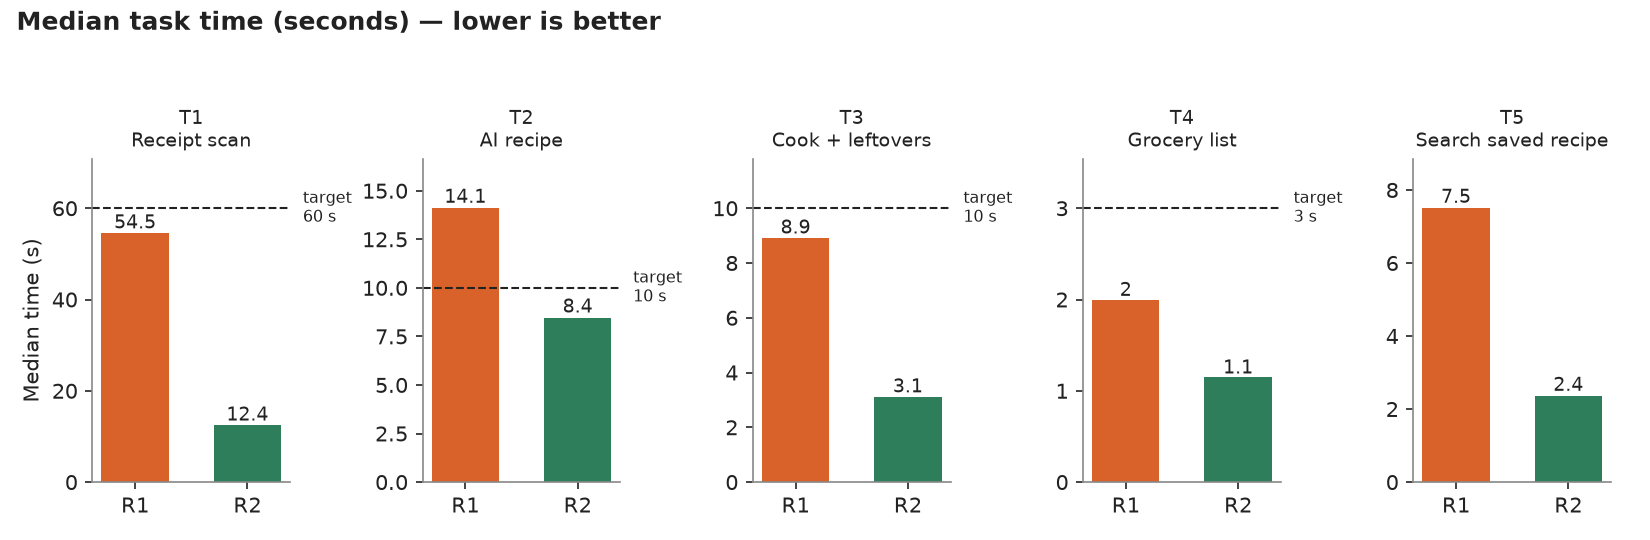 Median task time (seconds) — lower is better
T1
Receipt scan
Median time (s)
60
40
20
0
target
60 s
54.5
12.4
R1
R2
T2
AI recipe
15.0
12.5
10.0
7.5
5.0
2.5
0.0
target
10 s
14.1
8.4
R1
R2
T3
Cook + leftovers
10
8
6
4
2
0
target
10 s
8.9
3.1
R1
R2
T4
Grocery list
3
2
1
0
target
3 s
2
1.1
R1
R2
T5
Search saved recipe
8
6
4
2
0
7.5
2.4
R1
R2